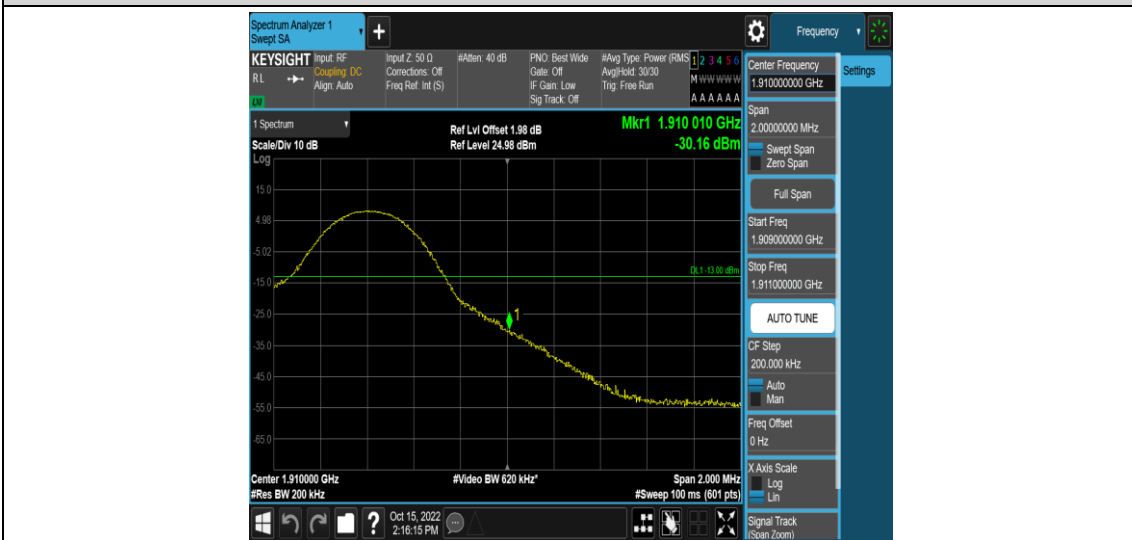 Spectrum Analyzer 1
Swept SA
+
Frequency
KEYSIGHT Input: RF
RL
Coupling: DC
Align: Auto
LXI
Input Z: 50 Ω
Corrections: Off
Freq Ref: Int (S)
#Atten: 40 dB
PNO: Best Wide
Gate: Off
IF Gain: Low
Sig Track: Off
#Avg Type: Power (RMS
Avg|Hold: 30/30
Trig: Free Run
1 2 3 4 5 6
M W W W W W
A A A A A A
Center Frequency
1.910000000 GHz
Settings
1 Spectrum
Scale/Div 10 dB
Log
Ref Lvl Offset 1.98 dB
Ref Level 24.98 dBm
Mkr1 1.910 010 GHz
-30.16 dBm
15.0
4.98
-5.02
-15.0
-25.0
-35.0
-45.0
-55.0
-65.0
DL1 -13.00 dBm
1
Center 1.910000 GHz
#Res BW 200 kHz
#Video BW 620 kHz*
Span 2.000 MHz
#Sweep 100 ms (601 pts)
Span
2.00000000 MHz
Swept Span
Zero Span
Full Span
Start Freq
1.909000000 GHz
Stop Freq
1.911000000 GHz
AUTO TUNE
CF Step
200.000 kHz
Auto
Man
Freq Offset
0 Hz
X Axis Scale
Log
Lin
Signal Track
(Span Zoom)
?
Oct 15, 2022
2:16:15 PM